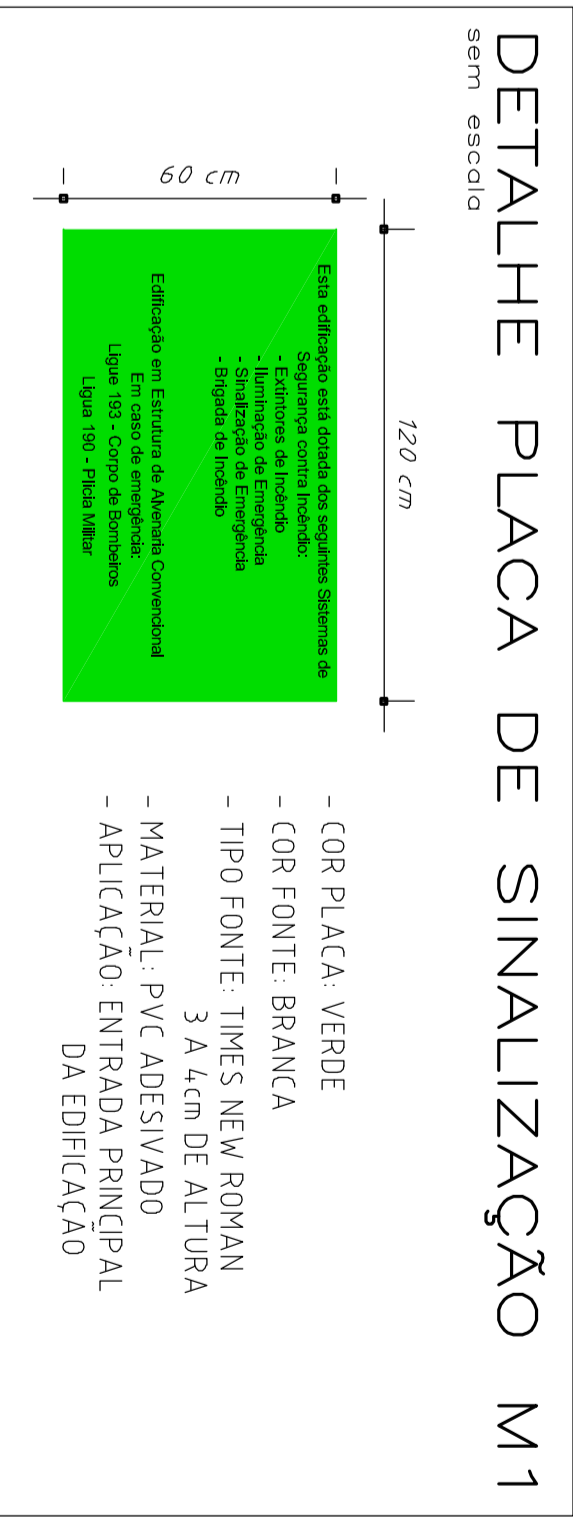 DETALHE PLACA DE SINALIZAÇÃO M1
sem escala
120 cm
60 cm
Esta edificação está dotada dos seguintes Sistemas de
Segurança contra Incêndio:
- Extintores de Incêndio
- Iluminação de Emergência
- Sinalização de Emergência
- Brigada de Incêndio
Edificação em Estrutura de Alvenaria Convencional
Em caso de emergência:
Ligue 193 - Corpo de Bombeiros
Ligua 190 - Plicia Militar
- COR PLACA: VERDE
- COR FONTE: BRANCA
- TIPO FONTE: TIMES NEW ROMAN
3 A 4cm DE ALTURA
- MATERIAL: PVC ADESIVADO
- APLICAÇÃO: ENTRADA PRINCIPAL
DA EDIFICAÇÃO